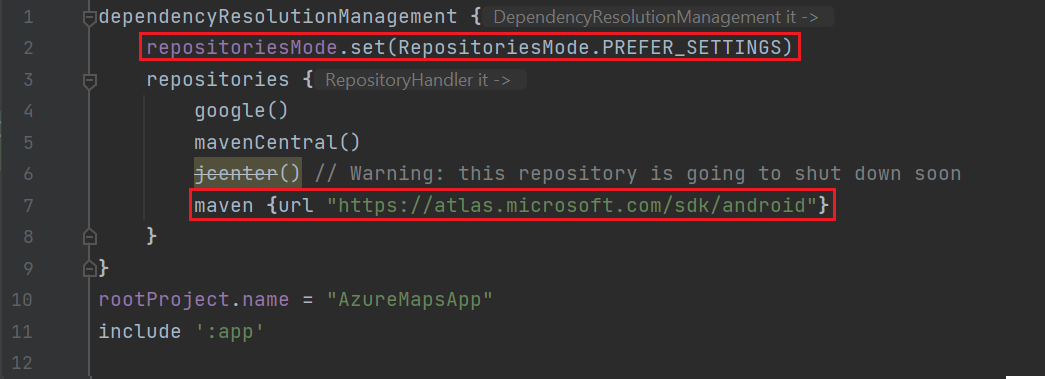 1 dependencyResolutionManagement { DependencyResolutionManagement it ->
2 repositoriesMode.set(RepositoriesMode.PREFER_SETTINGS)
3 repositories { RepositoryHandler it ->
4 google()
5 mavenCentral()
6 jcenter() // Warning: this repository is going to shut down soon
7 maven {url "https://atlas.microsoft.com/sdk/android"}
8 }
9 }
10 rootProject.name = "AzureMapsApp"
11 include ':app'
12